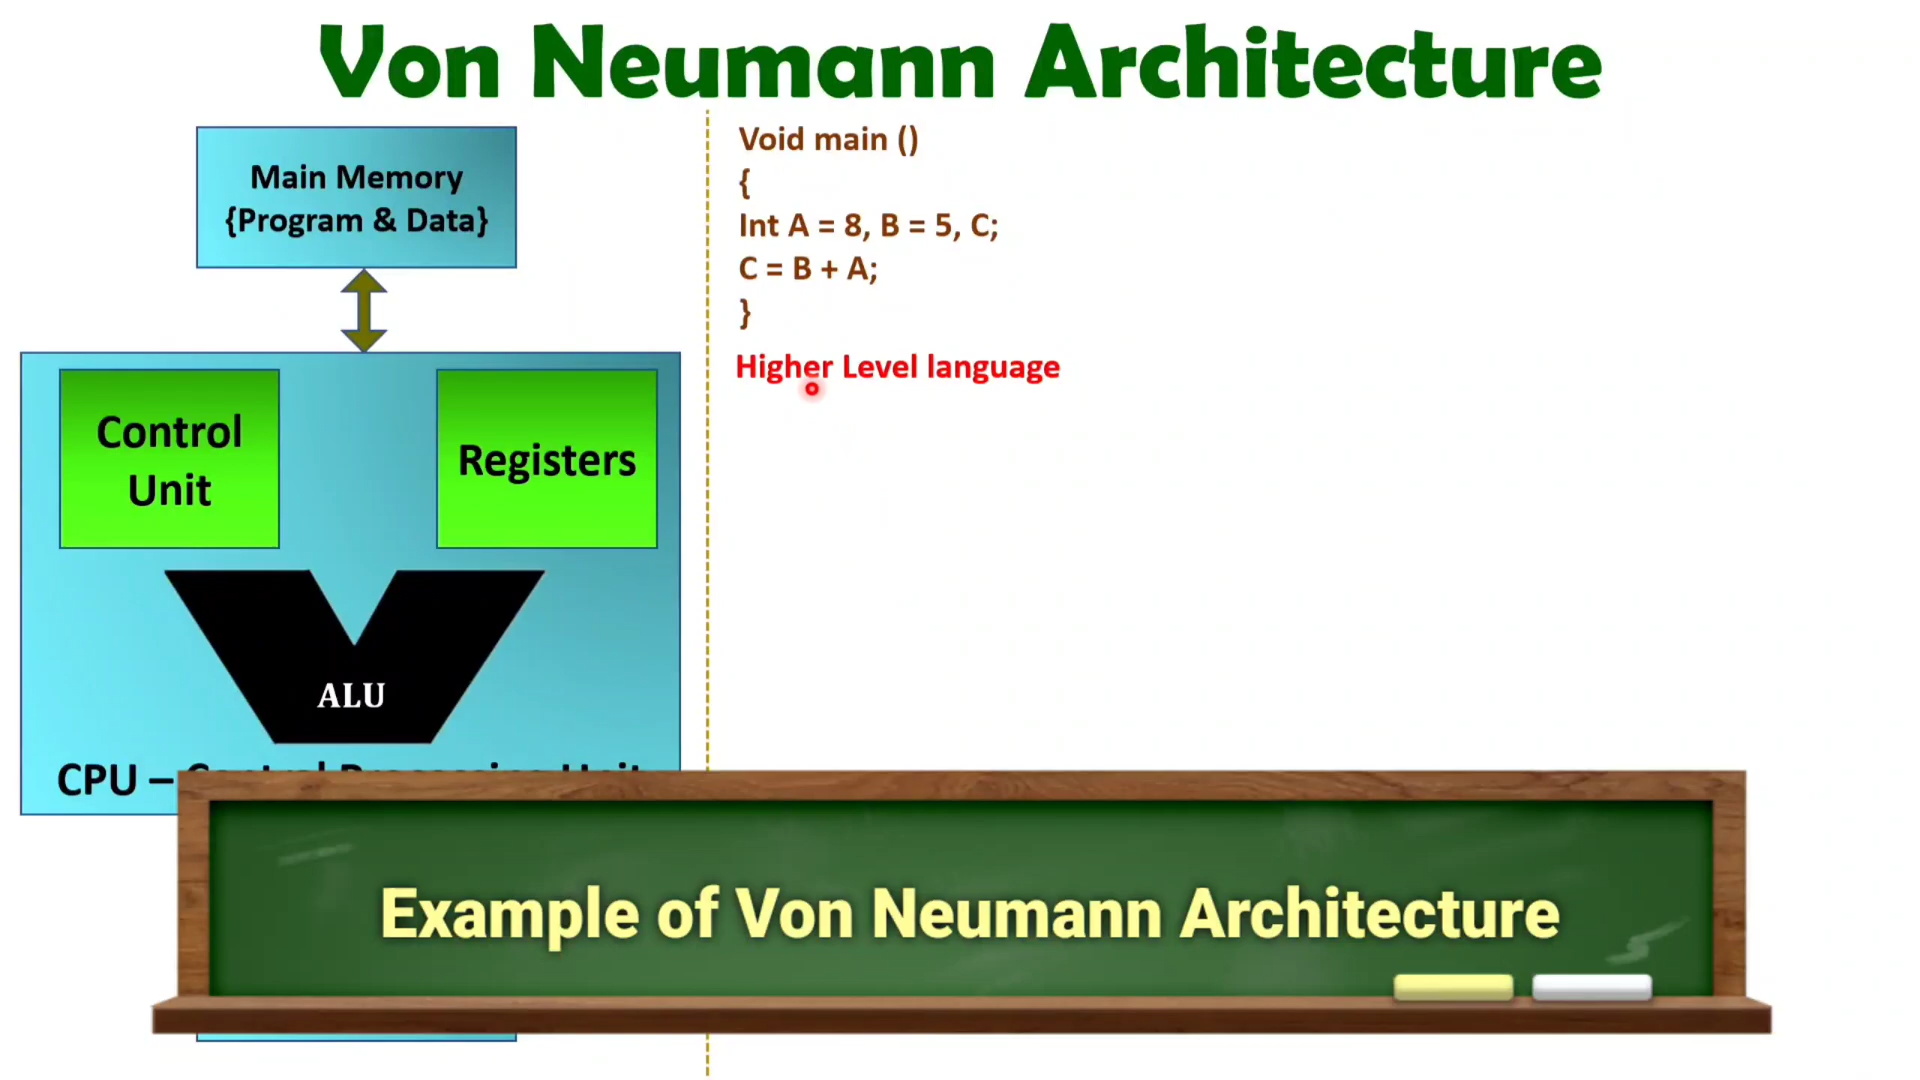 Von Neumann Architecture
Main Memory
{Program & Data}
Control
Unit
Registers
ALU
CPU –
Void main ()
{
Int A = 8, B = 5, C;
C = B + A;
}
Higher Level language
Example of Von Neumann Architecture